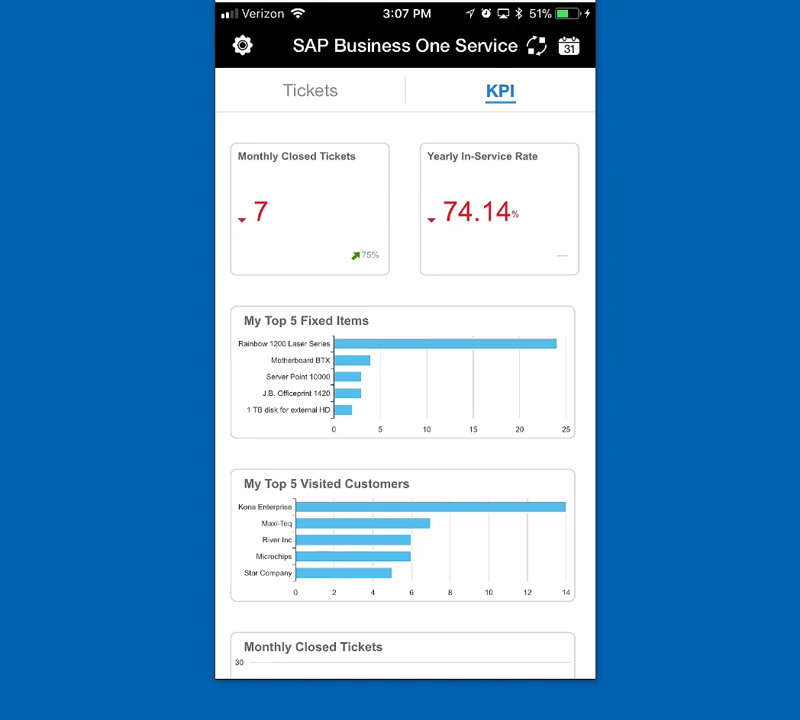 Verizon 3:07 PM 51%
SAP Business One Service 31
Tickets KPI
Monthly Closed Tickets
7
75%
Yearly In-Service Rate
74.14%
—
My Top 5 Fixed Items
Rainbow 1200 Laser Series
Motherboard BTX
Server Point 10000
J.B. Officeprint 1420
1 TB disk for external HD
0 5 10 15 20 25
My Top 5 Visited Customers
Kona Enterprise
Maxi-Teq
River Inc
Microchips
Star Company
0 2 4 6 8 10 12 14
Monthly Closed Tickets
30